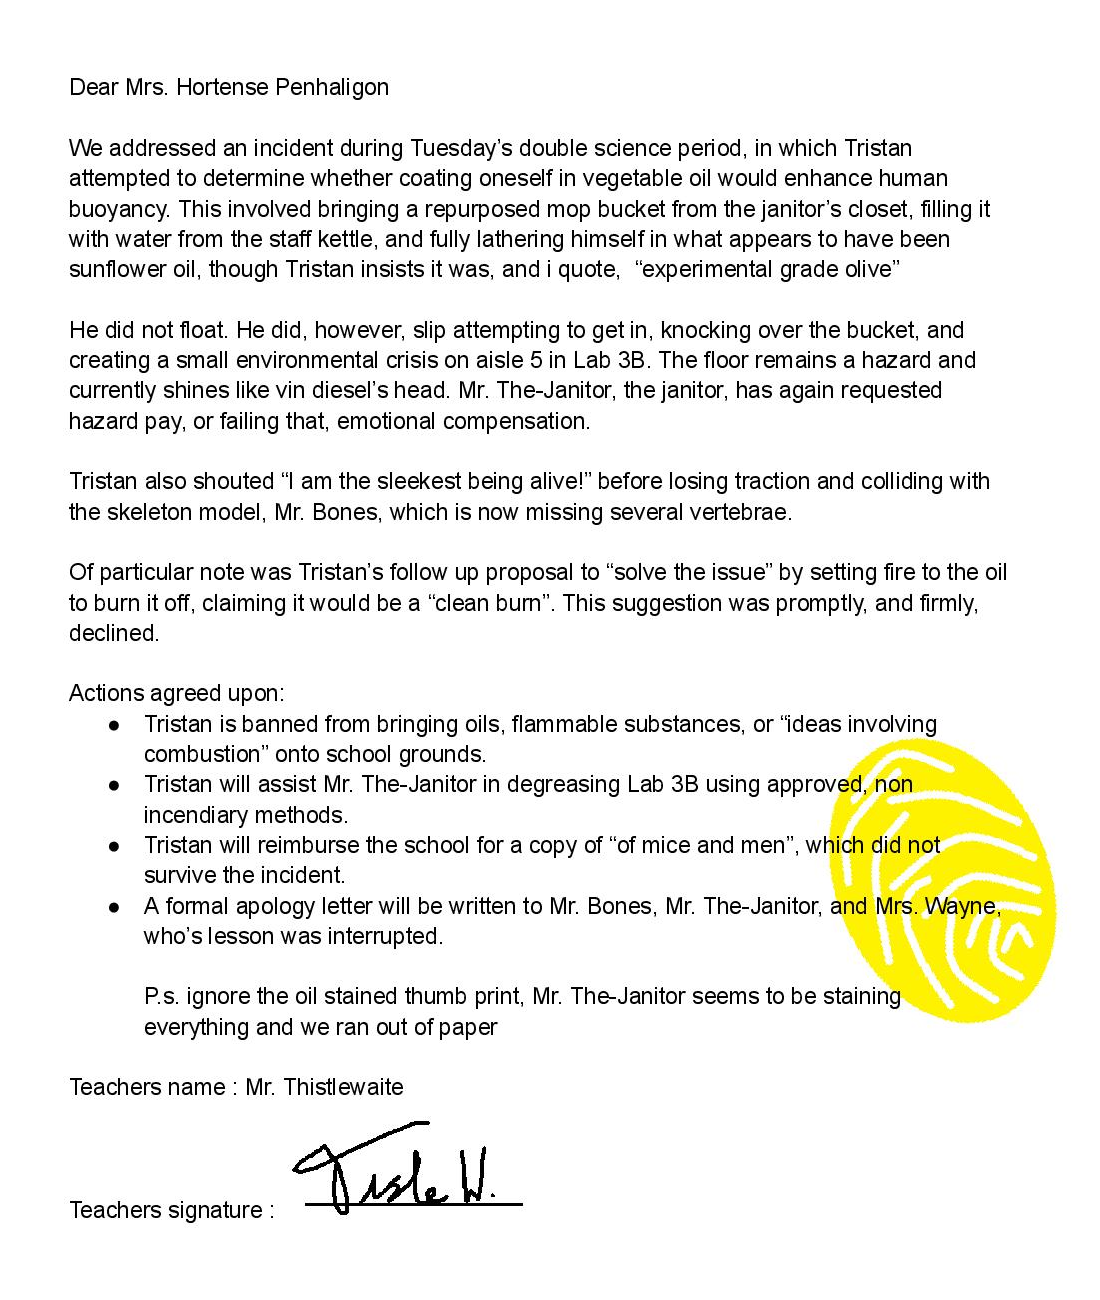 Dear Mrs. Hortense Penhaligon
We addressed an incident during Tuesday’s double science period, in which Tristan
attempted to determine whether coating oneself in vegetable oil would enhance human
buoyancy. This involved bringing a repurposed mop bucket from the janitor’s closet, filling it
with water from the staff kettle, and fully lathering himself in what appears to have been
sunflower oil, though Tristan insists it was, and i quote,  “experimental grade olive”
He did not float. He did, however, slip attempting to get in, knocking over the bucket, and
creating a small environmental crisis on aisle 5 in Lab 3B. The floor remains a hazard and
currently shines like vin diesel’s head. Mr. The-Janitor, the janitor, has again requested
hazard pay, or failing that, emotional compensation.
Tristan also shouted “I am the sleekest being alive!” before losing traction and colliding with
the skeleton model, Mr. Bones, which is now missing several vertebrae.
Of particular note was Tristan’s follow up proposal to “solve the issue” by setting fire to the oil
to burn it off, claiming it would be a “clean burn”. This suggestion was promptly, and firmly,
declined.
Actions agreed upon:
● Tristan is banned from bringing oils, flammable substances, or “ideas involving
combustion” onto school grounds.
● Tristan will assist Mr. The-Janitor in degreasing Lab 3B using approved, non
incendiary methods.
● Tristan will reimburse the school for a copy of “of mice and men”, which did not
survive the incident.
● A formal apology letter will be written to Mr. Bones, Mr. The-Janitor, and Mrs. Wayne,
who’s lesson was interrupted.
P.s. ignore the oil stained thumb print, Mr. The-Janitor seems to be staining
everything and we ran out of paper
Teachers name : Mr. Thistlewaite
Teachers signature : Tisle W.